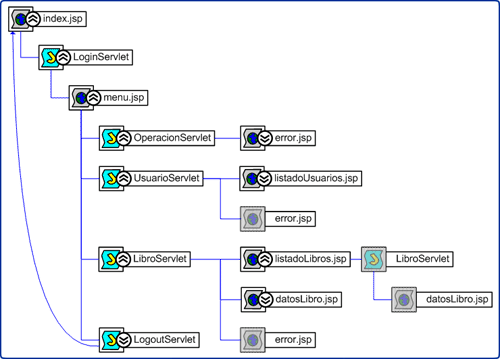 index.jsp
LoginServlet
menu.jsp
OperacionServlet error.jsp
UsuarioServlet listadoUsuarios.jsp
error.jsp
LibroServlet listadoLibros.jsp LibroServlet
datosLibro.jsp datosLibro.jsp
LogoutServlet error.jsp